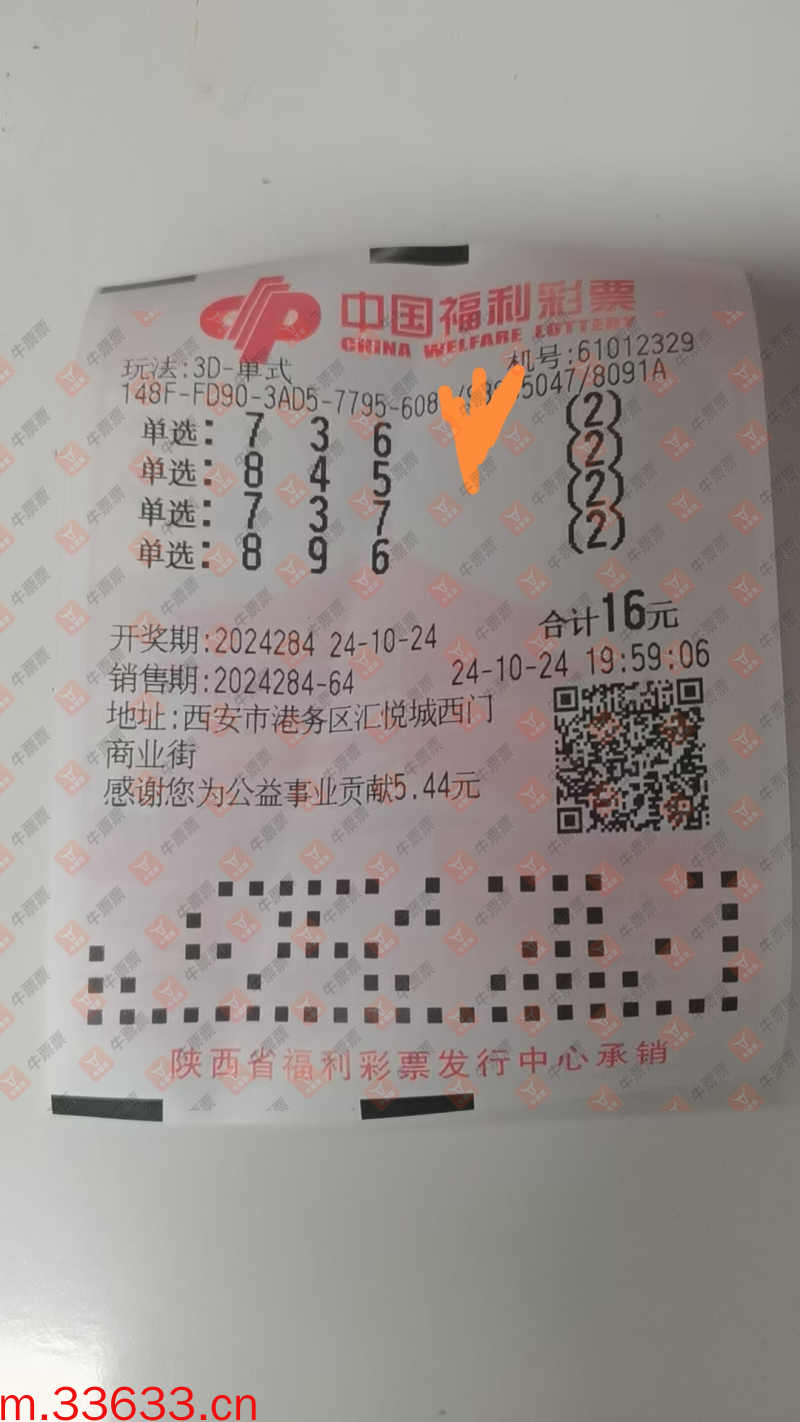 中国福利彩票
CHINA WELFARE LOTTERY
玩法:3D-单式 机号:61012329
148F-FD90-3AD5-7795-608 5047/8091A
单选: 7 3 6 (2)
单选: 8 4 5 (2)
单选: 7 3 7 (2)
单选: 8 9 6 (2)
合计16元
开奖期:2024284 24-10-24
销售期:2024284-64 24-10-24 19:59:06
地址:西安市港务区汇悦城西门
商业街
感谢您为公益事业贡献5.44元
陕西省福利彩票发行中心承销
牛票票
m.33633.cn